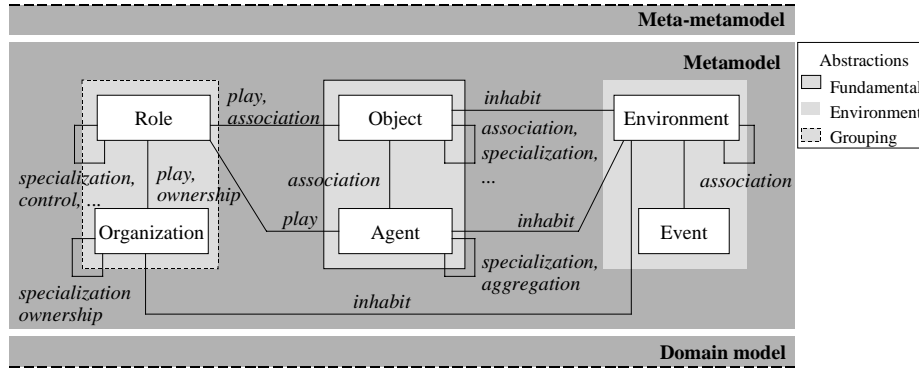 Meta-metamodel
Metamodel
Abstractions
Fundamental
Environment
Grouping
Role
Object
Environment
play,
association
inhabit
association,
specialization,
...
association
specialization,
control, ...
play,
ownership
association
play
inhabit
Organization
Agent
Event
specialization
ownership
specialization,
aggregation
inhabit
Domain model